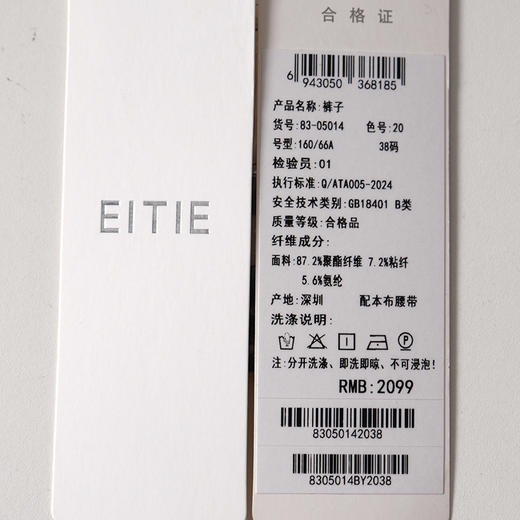 EITIE
合格证
6 943050 368185
产品名称:裤子
货号:83-05014 色号:20
号型:160/66A 38码
检验员:01
执行标准:Q/ATA005-2024
安全技术类别:GB18401 B类
质量等级:合格品
纤维成分:
面料:87.2%聚酯纤维 7.2%粘纤
5.6%氨纶
产地:深圳 配本布腰带
洗涤说明:
P
注:分开洗涤、即洗即晾、不可浸泡!
RMB:2099
83050142038
8305014BY2038